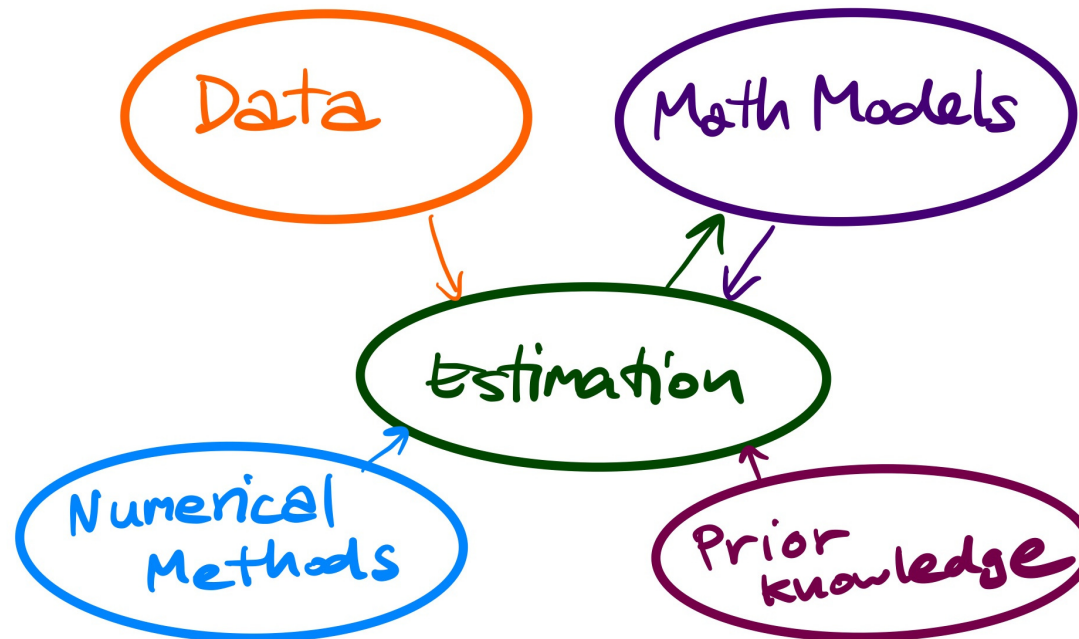 Data
Math Models
Estimation
Numerical
Methods
Prior
knowledge